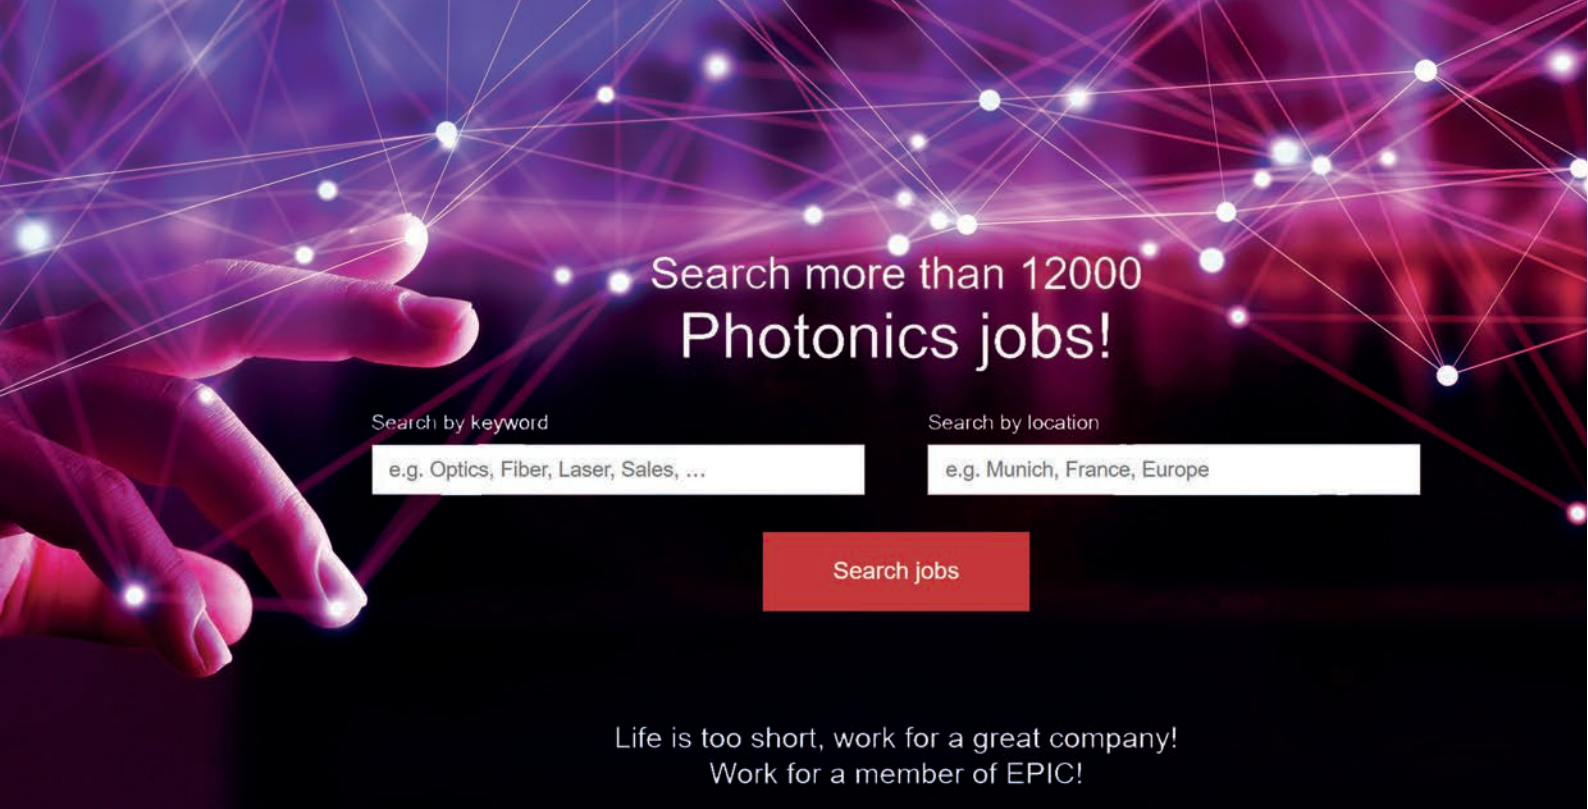 Search more than 12000
Photonics jobs!
Search by keyword
Search by location
e.g. Optics, Fiber, Laser, Sales, ...
e.g. Munich, France, Europe
Search jobs
Life is too short, work for a great company!
Work for a member of EPIC!